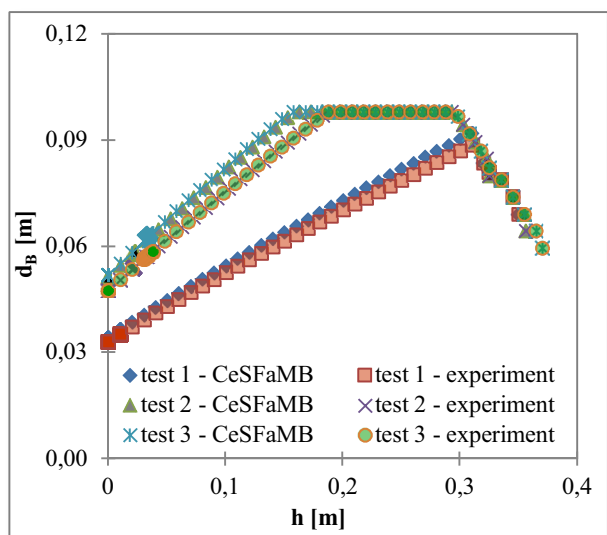 0,12
0,09
0,06
0,03
0,00
d_B [m]
test 1 - CeSFaMB
test 1 - experiment
test 2 - CeSFaMB
test 2 - experiment
test 3 - CeSFaMB
test 3 - experiment
0 0,1 0,2 0,3 0,4
h [m]